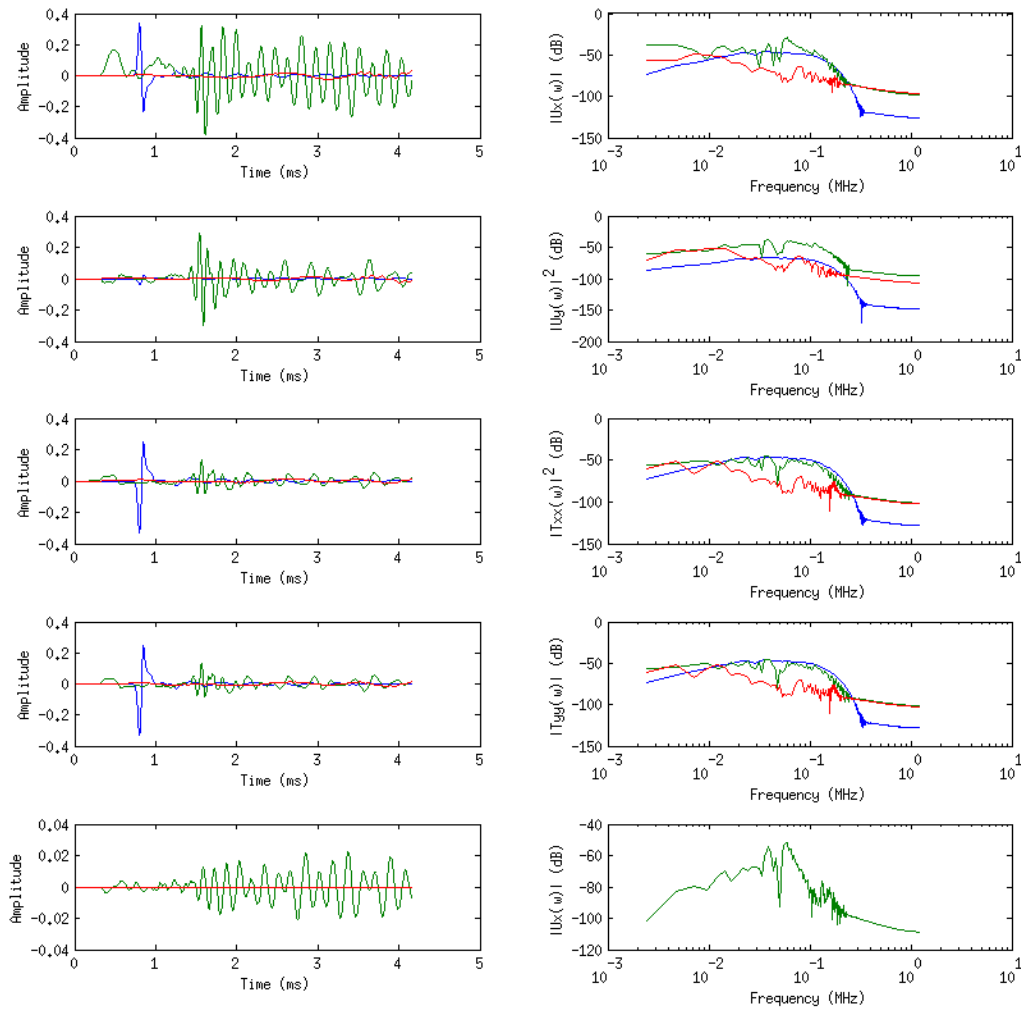 0.4
0.2
0
-0.2
-0.4
Amplitude
0 1 2 3 4 5
Time (ms)
0
-50
-100
-150
|Ux(ω)| (dB)
10^-3 10^-2 10^-1 10^0 10^1
Frequency (MHz)
0.4
0.2
0
-0.2
-0.4
Amplitude
0 1 2 3 4 5
Time (ms)
0
-50
-100
-150
-200
|Uy(ω)|^2 (dB)
10^-3 10^-2 10^-1 10^0 10^1
Frequency (MHz)
0.4
0.2
0
-0.2
-0.4
Amplitude
0 1 2 3 4 5
Time (ms)
0
-50
-100
-150
|Txx(ω)|^2 (dB)
10^-3 10^-2 10^-1 10^0 10^1
Frequency (MHz)
0.4
0.2
0
-0.2
-0.4
Amplitude
0 1 2 3 4 5
Time (ms)
0
-50
-100
-150
|Tyy(ω)| (dB)
10^-3 10^-2 10^-1 10^0 10^1
Frequency (MHz)
0.04
0.02
0
-0.02
-0.04
Amplitude
0 1 2 3 4 5
Time (ms)
-40
-60
-80
-100
-120
|Ux(ω)| (dB)
10^-3 10^-2 10^-1 10^0 10^1
Frequency (MHz)